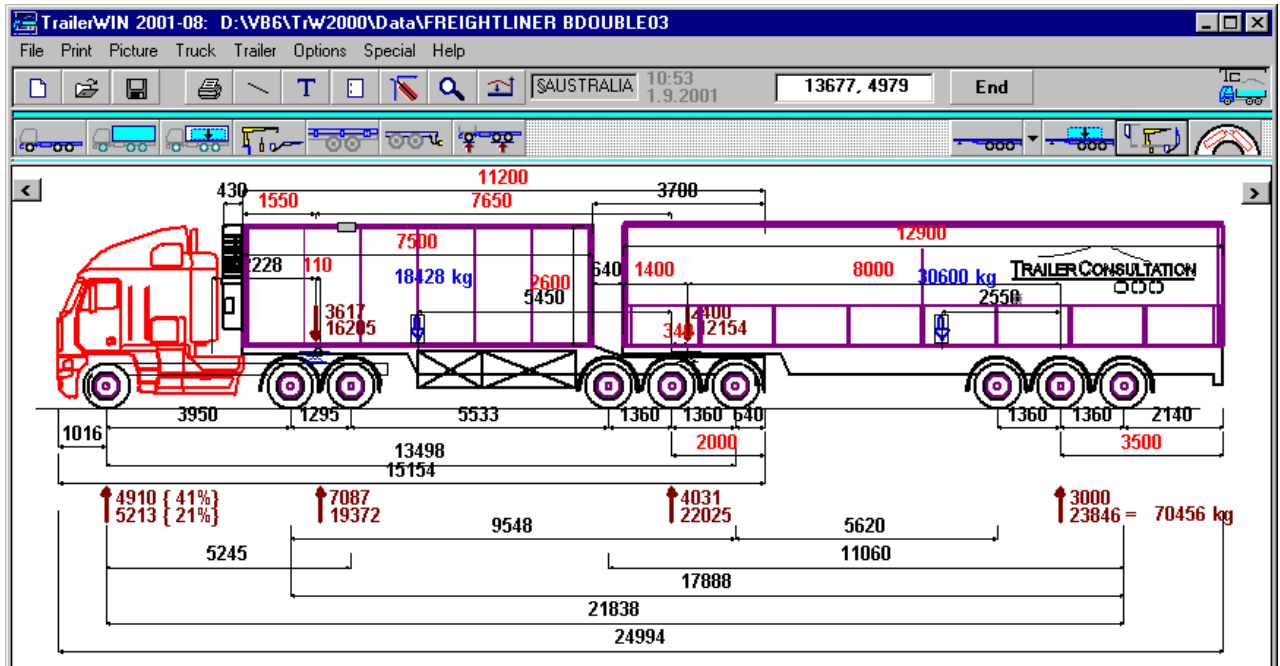 TrailerWIN 2001-08:  D:\VB6\TrW2000\Data\FREIGHTLINER BDOUBLE03
File Print Picture Truck Trailer Options Special Help
T §AUSTRALIA 10:53 13677, 4979 End
1.9.2001
< >
11200
430 3700
1550 7650
7500 12900
2228 110 18428 kg 2600 640 1400 8000 30600 kg TRAILER CONSULTATION
5450 2550
3617 2400
16205 340 12154
3950 1295 5533 1360 1360 640 1360 1360 2140
1016 13498 2000 3500
15154
4910 { 41%} 7087 4031 3000
5213 { 21%} 19372 22025 23846 = 70456 kg
9548 5620
5245 11060
17888
21838
24994